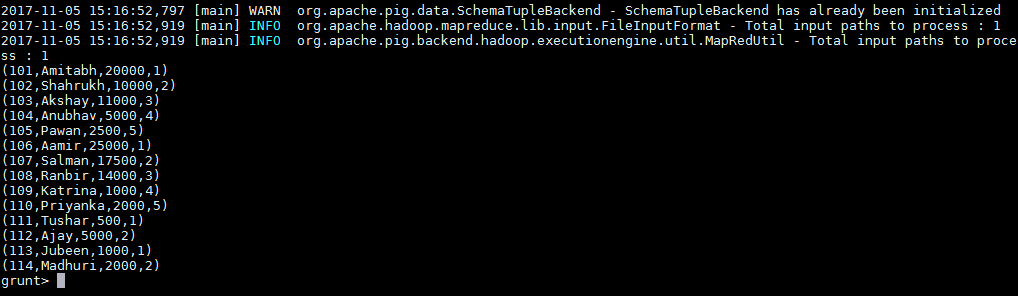 2017-11-05 15:16:52,797 [main] WARN  org.apache.pig.data.SchemaTupleBackend - SchemaTupleBackend has already been initialized
2017-11-05 15:16:52,919 [main] INFO  org.apache.hadoop.mapreduce.lib.input.FileInputFormat - Total input paths to process : 1
2017-11-05 15:16:52,919 [main] INFO  org.apache.pig.backend.hadoop.executionengine.util.MapRedUtil - Total input paths to proce
ss : 1
(101,Amitabh,20000,1)
(102,Shahrukh,10000,2)
(103,Akshay,11000,3)
(104,Anubhav,5000,4)
(105,Pawan,2500,5)
(106,Aamir,25000,1)
(107,Salman,17500,2)
(108,Ranbir,14000,3)
(109,Katrina,1000,4)
(110,Priyanka,2000,5)
(111,Tushar,500,1)
(112,Ajay,5000,2)
(113,Jubeen,1000,1)
(114,Madhuri,2000,2)
grunt>